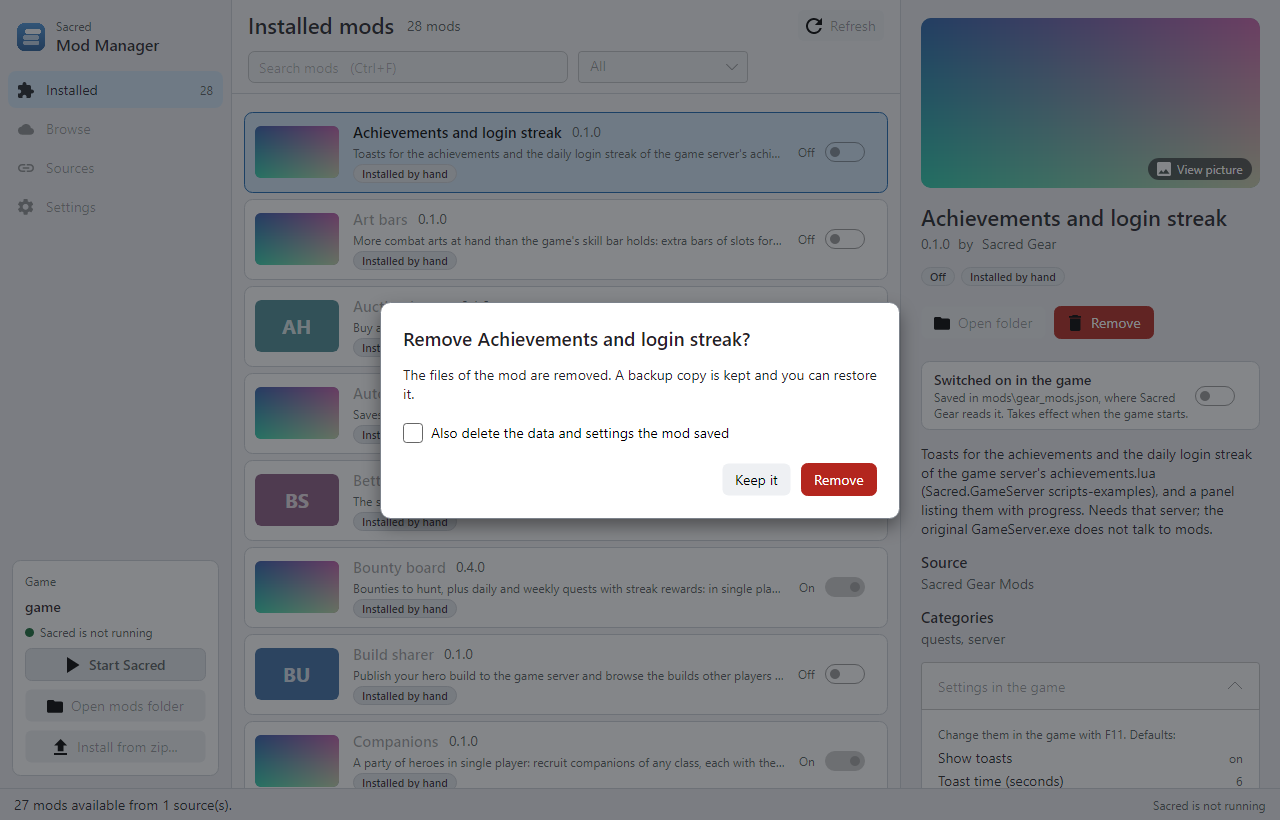 Sacred
Mod Manager
Installed 28
Browse
Sources
Settings
Game
game
Sacred is not running
Start Sacred
Open mods folder
Install from zip...
Installed mods 28 mods
Refresh
Search mods (Ctrl+F)
All
Achievements and login streak 0.1.0
Toasts for the achievements and the daily login streak of the game server's achi...
Installed by hand
Off
Art bars 0.1.0
More combat arts at hand than the game's skill bar holds: extra bars of slots for...
Installed by hand
Off
AH
Buy a
BS
Bett
The s
Installed by hand
Auto
Saves
Bounty board 0.4.0
Bounties to hunt, plus daily and weekly quests with streak rewards: in single pla...
Installed by hand
On
BU
Build sharer 0.1.0
Publish your hero build to the game server and browse the builds other players ...
Installed by hand
Off
Companions 0.1.0
A party of heroes in single player: recruit companions of any class, each with the...
Installed by hand
On
Remove Achievements and login streak?
The files of the mod are removed. A backup copy is kept and you can restore
it.
Also delete the data and settings the mod saved
Keep it
Remove
View picture
Achievements and login streak
0.1.0 by Sacred Gear
Off
Installed by hand
Open folder
Remove
Switched on in the game
Saved in mods\gear_mods.json, where Sacred
Gear reads it. Takes effect when the game starts.
Toasts for the achievements and the daily login streak
of the game server's achievements.lua
(Sacred.GameServer scripts-examples), and a panel
listing them with progress. Needs that server; the
original GameServer.exe does not talk to mods.
Source
Sacred Gear Mods
Categories
quests, server
Settings in the game
Change them in the game with F11. Defaults:
Show toasts on
Toast time (seconds) 6
27 mods available from 1 source(s).
Sacred is not running